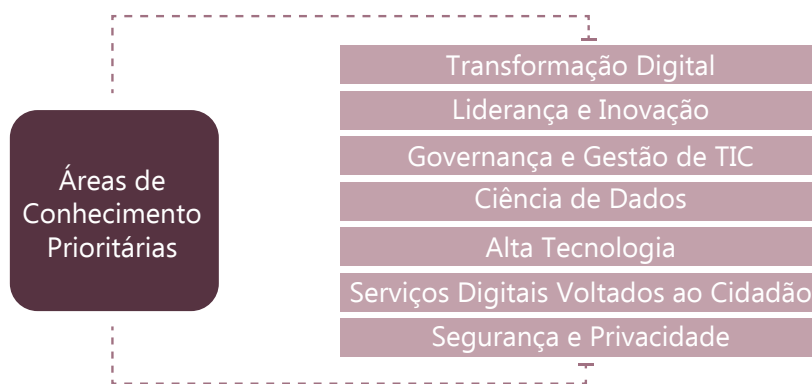 Áreas de
Conhecimento
Prioritárias
Transformação Digital
Liderança e Inovação
Governança e Gestão de TIC
Ciência de Dados
Alta Tecnologia
Serviços Digitais Voltados ao Cidadão
Segurança e Privacidade